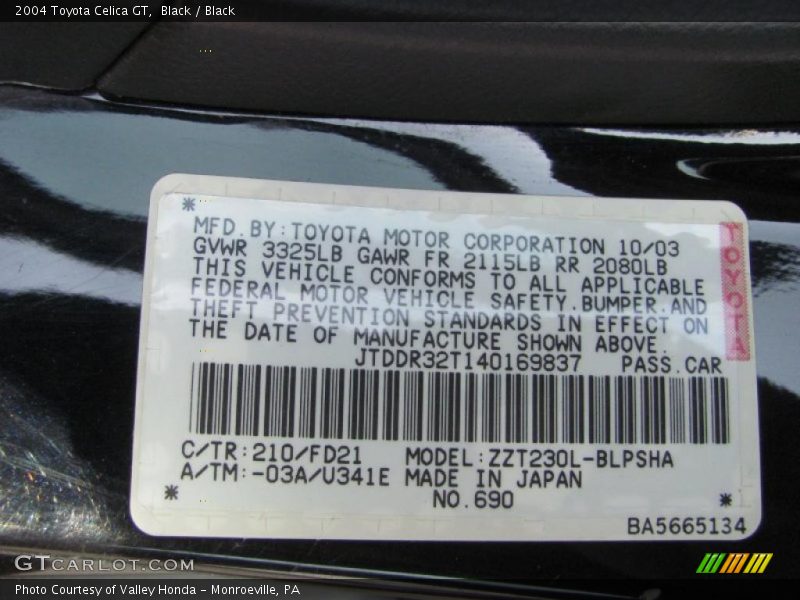 2004 Toyota Celica GT, Black / Black
MFD.BY:TOYOTA MOTOR CORPORATION 10/03
GVWR 3325LB GAWR FR 2115LB RR 2080LB
THIS VEHICLE CONFORMS TO ALL APPLICABLE
FEDERAL MOTOR VEHICLE SAFETY.BUMPER.AND
THEFT PREVENTION STANDARDS IN EFFECT ON
THE DATE OF MANUFACTURE SHOWN ABOVE.
JTDDR32T140169837 PASS.CAR
TOYOTA
C/TR:210/FD21 MODEL:ZZT230L-BLPSHA
A/TM:-03A/U341E MADE IN JAPAN
NO.690
BA5665134
GTCARLOT.COM
Photo Courtesy of Valley Honda - Monroeville, PA